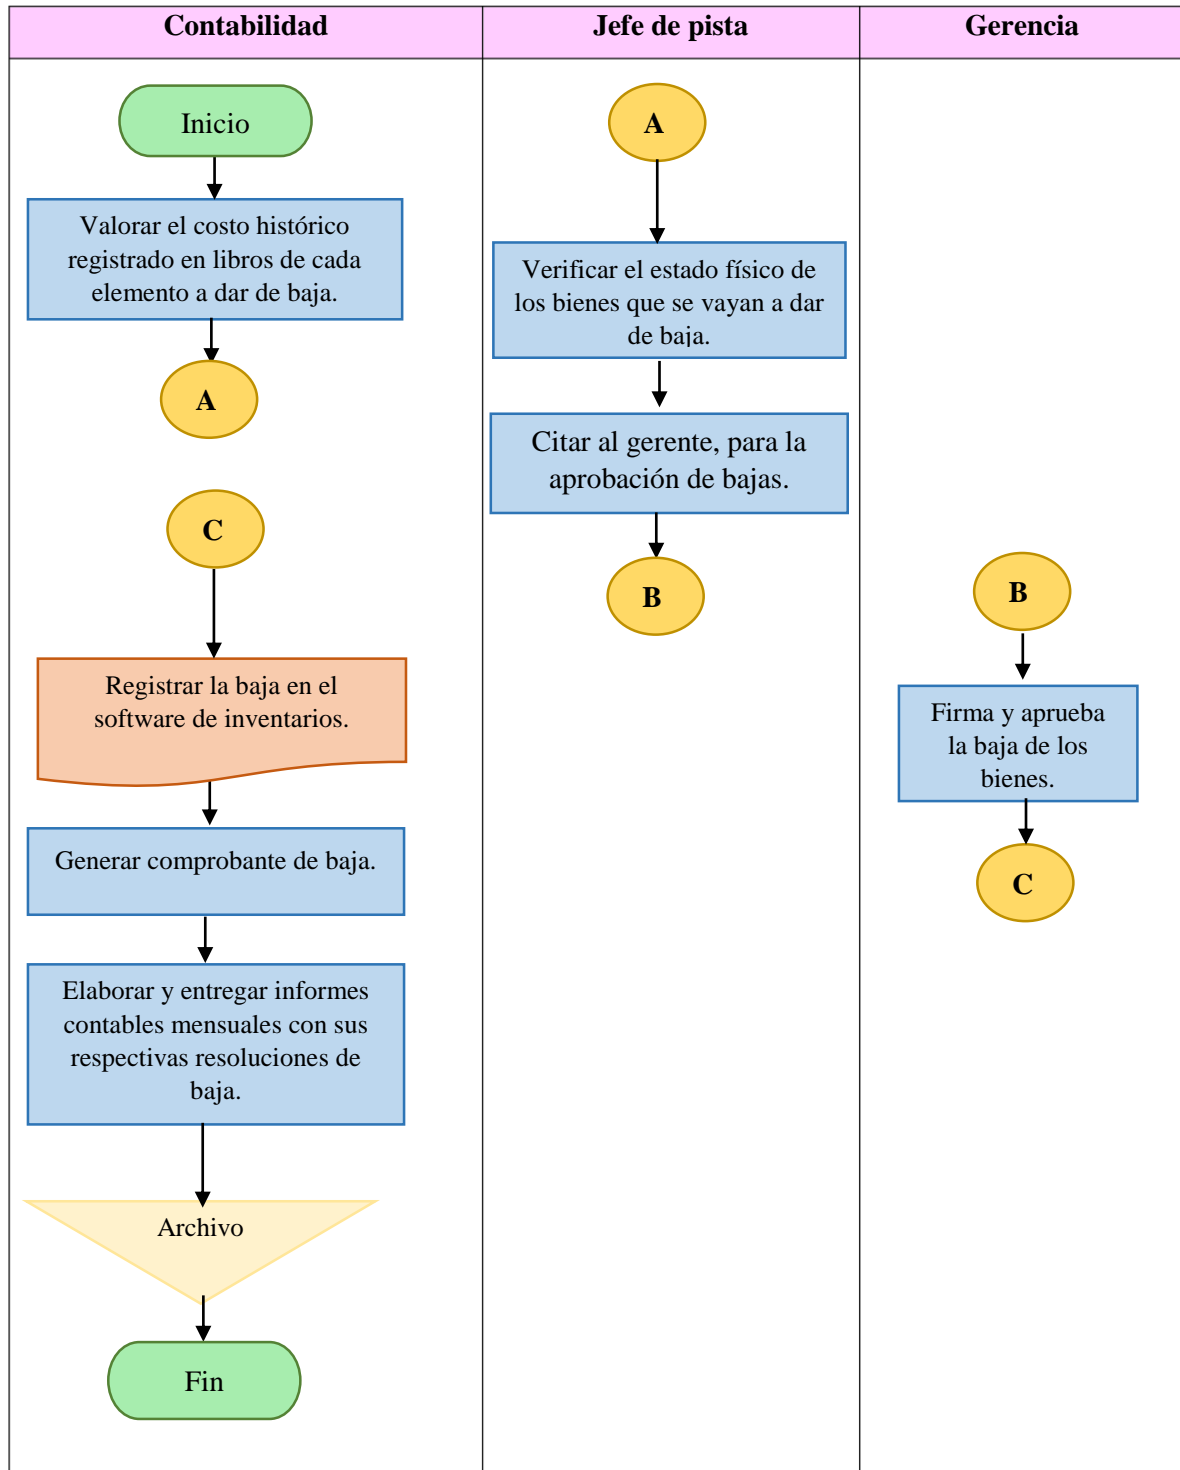 Contabilidad
Jefe de pista
Gerencia
Inicio
Valorar el costo histórico
registrado en libros de cada
elemento a dar de baja.
A
C
Registrar la baja en el
software de inventarios.
Generar comprobante de baja.
Elaborar y entregar informes
contables mensuales con sus
respectivas resoluciones de
baja.
Archivo
Fin
A
Verificar el estado físico de
los bienes que se vayan a dar
de baja.
Citar al gerente, para la
aprobación de bajas.
B
B
Firma y aprueba
la baja de los
bienes.
C